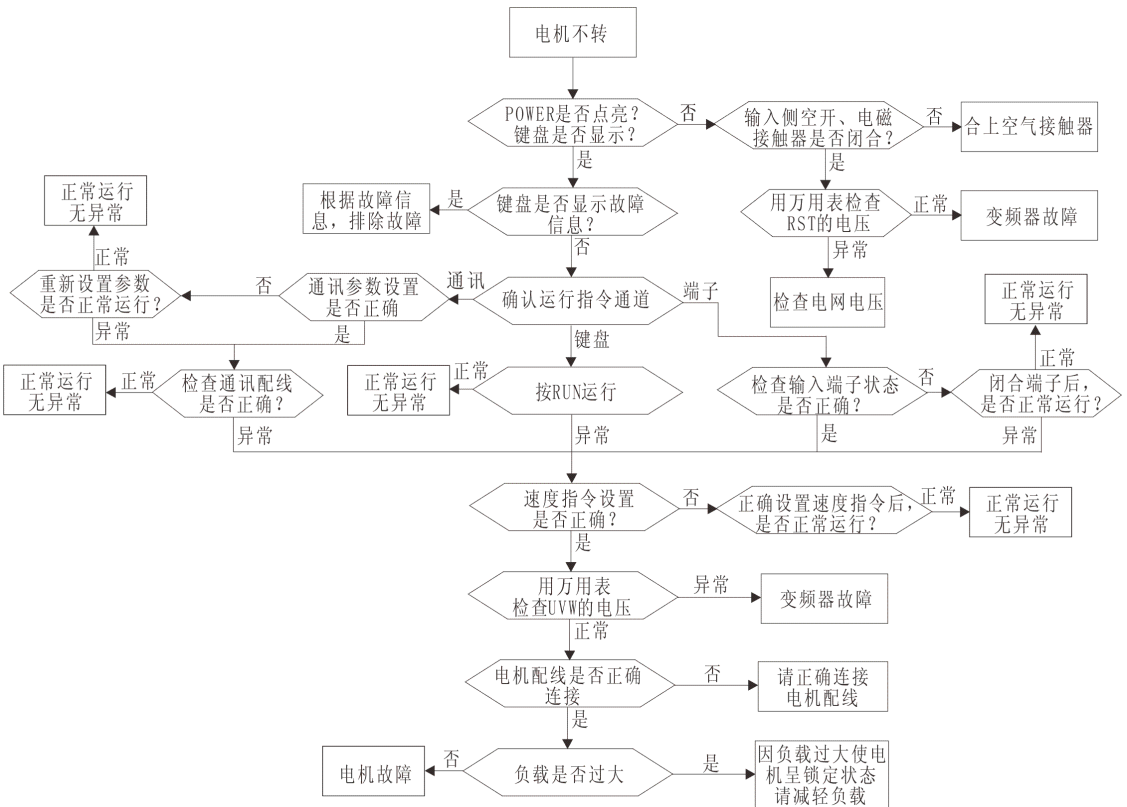 电机不转
POWER是否点亮?
键盘是否显示?
否
输入侧空开、电磁
接触器是否闭合?
否
合上空气接触器
是
是
正常运行
无异常
根据故障信
息，排除故障
是
键盘是否显示故障
信息?
用万用表检查
RST的电压
正常
变频器故障
否
异常
正常
重新设置参数
是否正常运行?
否
通讯参数设置
是否正确
通讯
确认运行指令通道
端子
检查电网电压
正常运行
无异常
异常
是
键盘
正常
正常运行
无异常
正常
检查通讯配线
是否正确?
正常运行
无异常
正常
按RUN运行
检查输入端子状态
是否正确?
否
闭合端子后，
是否正常运行?
异常
异常
是
异常
速度指令设置
是否正确?
否
正确设置速度指令后，
是否正常运行?
正常
正常运行
无异常
是
用万用表
检查UVW的电压
异常
变频器故障
正常
电机配线是否正确
连接
否
请正确连接
电机配线
是
电机故障
否
负载是否过大
是
因负载过大使电
机呈锁定状态
请减轻负载